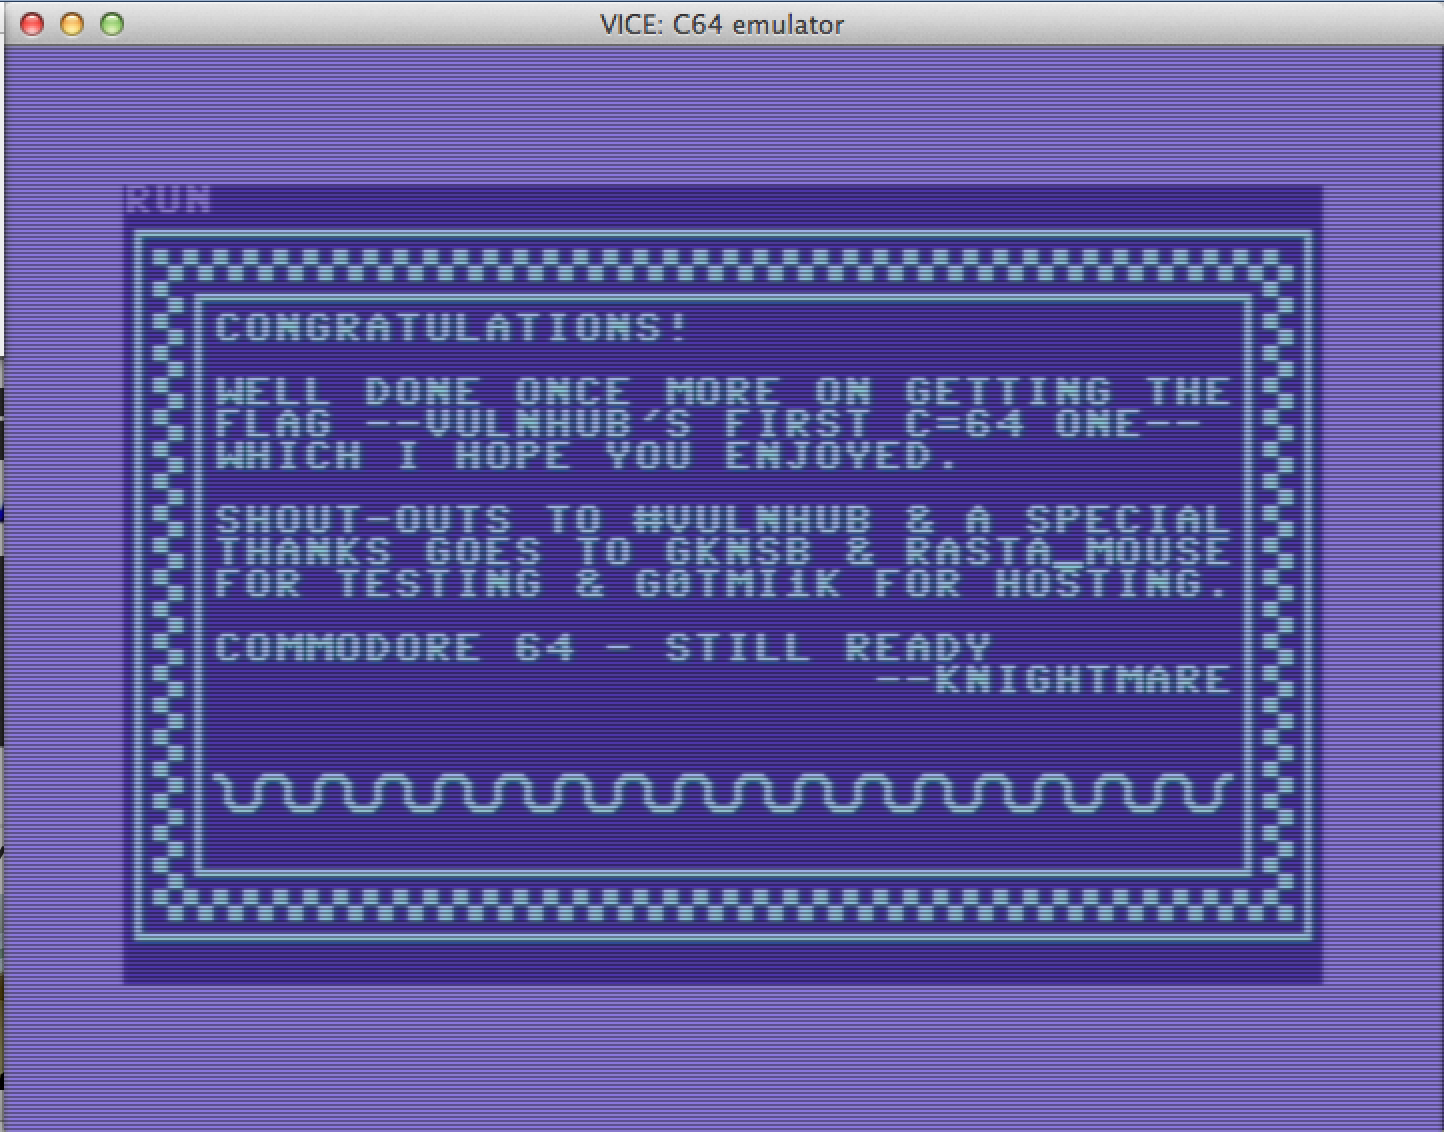 VICE: C64 emulator
RUN
CONGRATULATIONS!
WELL DONE ONCE MORE ON GETTING THE
FLAG --VULNHUB'S FIRST C=64 ONE--
WHICH I HOPE YOU ENJOYED.
SHOUT-OUTS TO #VULNHUB & A SPECIAL
THANKS GOES TO GKNSB & RASTA_MOUSE
FOR TESTING & G0TMI1K FOR HOSTING.
COMMODORE 64 - STILL READY
--KNIGHTMARE